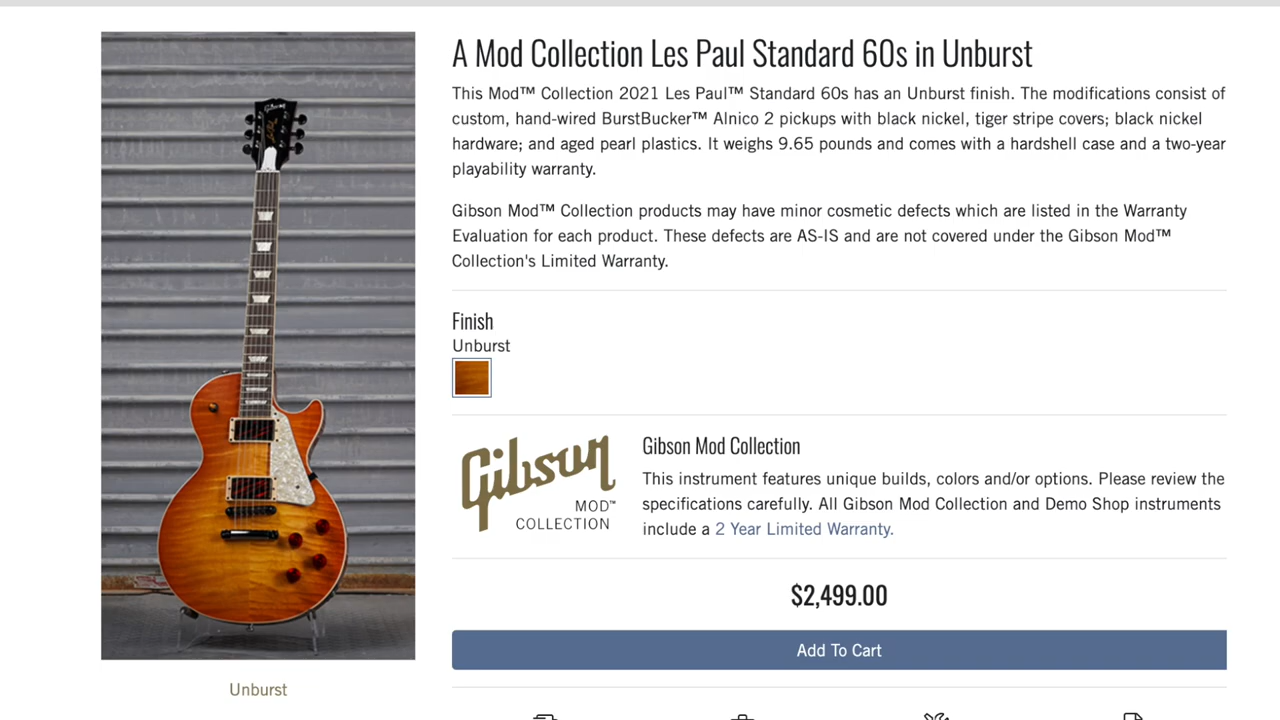 A Mod Collection Les Paul Standard 60s in Unburst
This Mod™ Collection 2021 Les Paul™ Standard 60s has an Unburst finish. The modifications consist of
custom, hand-wired BurstBucker™ Alnico 2 pickups with black nickel, tiger stripe covers; black nickel
hardware; and aged pearl plastics. It weighs 9.65 pounds and comes with a hardshell case and a two-year
playability warranty.
Gibson Mod™ Collection products may have minor cosmetic defects which are listed in the Warranty
Evaluation for each product. These defects are AS-IS and are not covered under the Gibson Mod™
Collection's Limited Warranty.
Finish
Unburst
Gibson
MOD™
COLLECTION
Gibson Mod Collection
This instrument features unique builds, colors and/or options. Please review the
specifications carefully. All Gibson Mod Collection and Demo Shop instruments
include a 2 Year Limited Warranty.
$2,499.00
Add To Cart
Gibson
Unburst